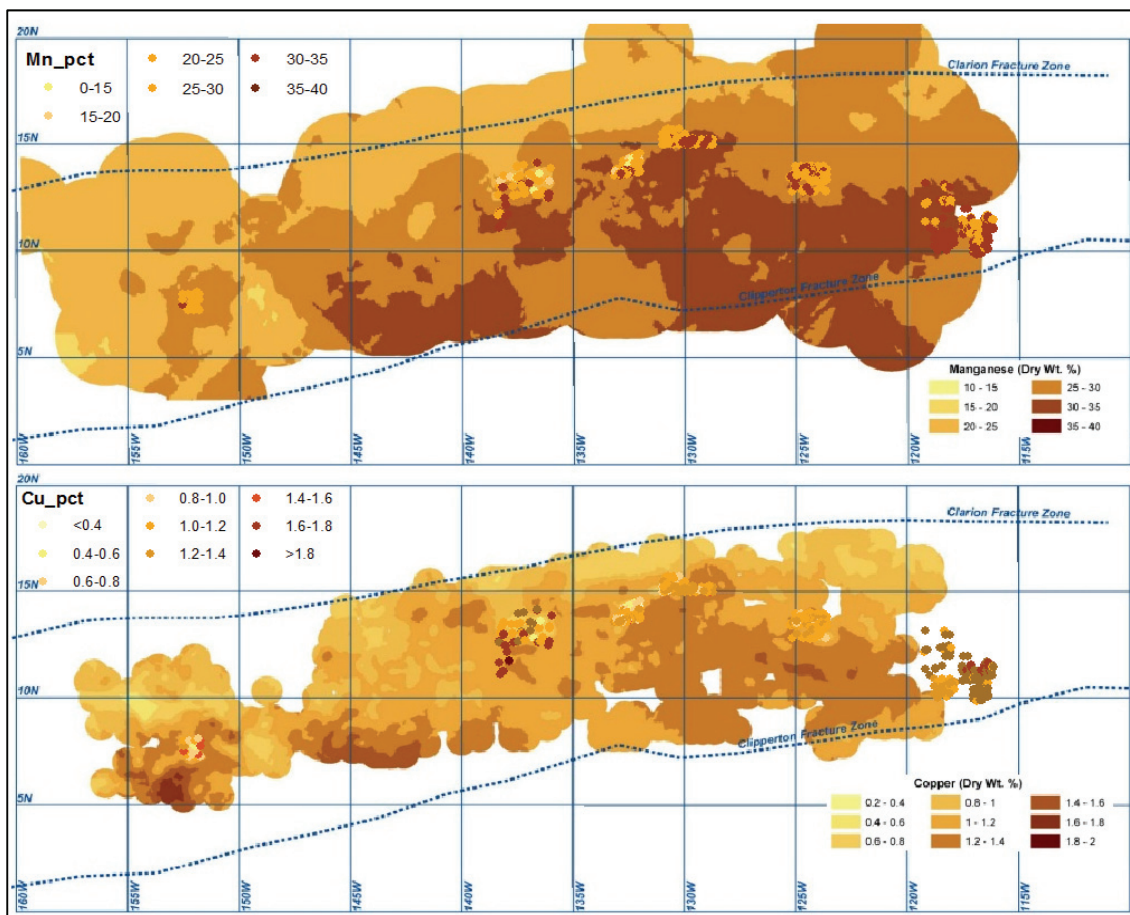 20N
Mn_pct
0-15
15-20
20-25
25-30
30-35
35-40
Clarion Fracture Zone
15N
10N
Clipperton Fracture Zone
5N
Manganese (Dry Wt. %)
10 - 15
15 - 20
20 - 25
25 - 30
30 - 35
35 - 40
160W
155W
150W
145W
140W
135W
130W
125W
120W
115W
20N
Cu_pct
<0.4
0.4-0.6
0.6-0.8
0.8-1.0
1.0-1.2
1.2-1.4
1.4-1.6
1.6-1.8
>1.8
Clarion Fracture Zone
15N
10N
Clipperton Fracture Zone
5N
Copper (Dry Wt. %)
0.2 - 0.4
0.4 - 0.6
0.6 - 0.8
0.8 - 1
1 - 1.2
1.2 - 1.4
1.4 - 1.6
1.6 - 1.8
1.8 - 2
160W
155W
150W
145W
140W
135W
130W
125W
120W
115W